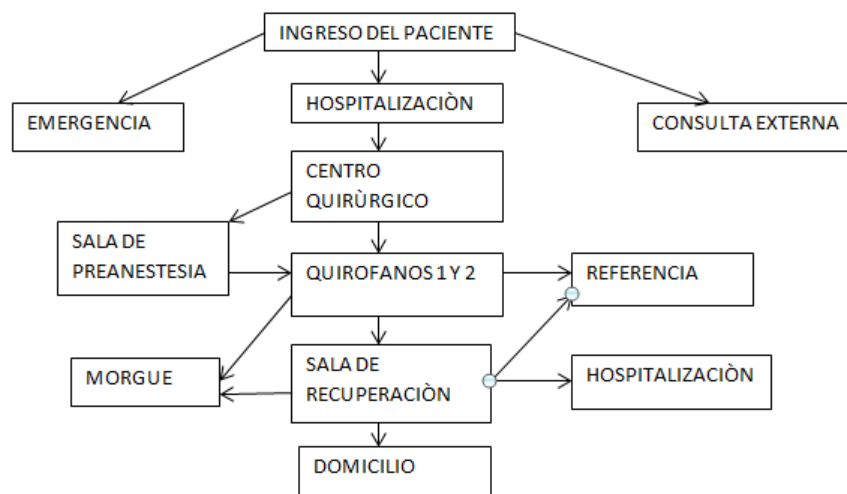 INGRESO DEL PACIENTE
HOSPITALIZACIÒN
EMERGENCIA
CONSULTA EXTERNA
CENTRO
QUIRÙRGICO
SALA DE
PREANESTESIA
QUIROFANOS 1 Y 2
REFERENCIA
MORGUE
SALA DE
RECUPERACIÒN
HOSPITALIZACIÒN
DOMICILIO